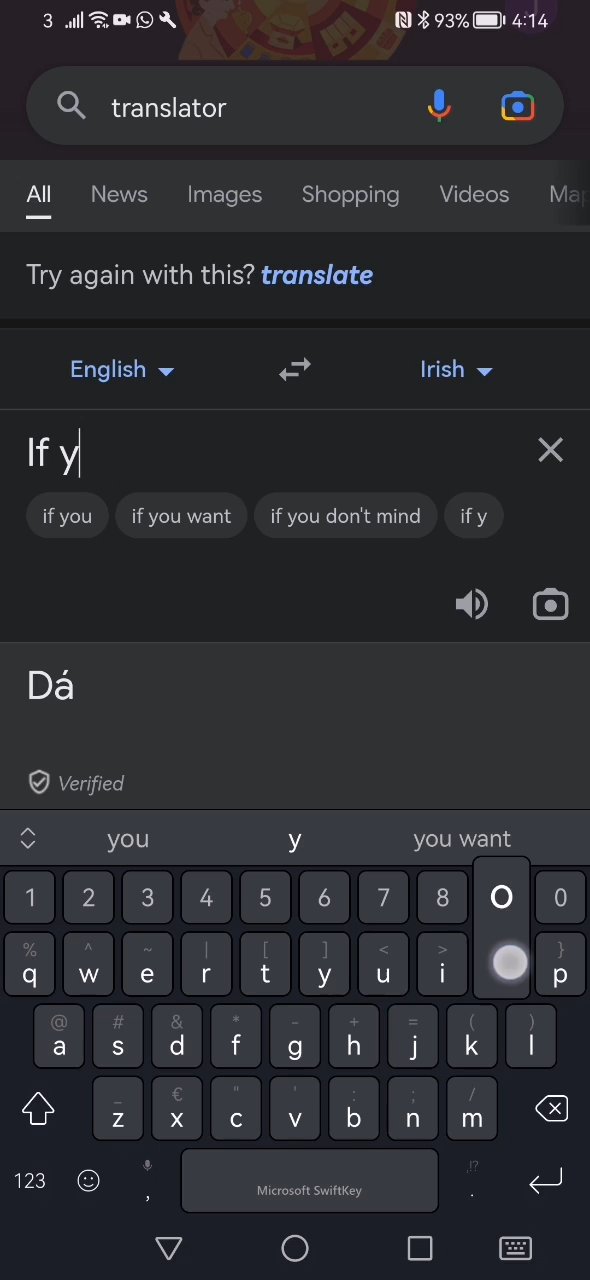 3 93% 4:14
translator
All News Images Shopping Videos Ma
Try again with this? translate
English Irish
If y
if you if you want if you don't mind if y
Dá
Verified
you y you want
1 2 3 4 5 6 7 8 o 0
% ^ ~ | [ ] < > }
q w e r t y u i p
@ # & * - + = ( )
a s d f g h j k l
_ € " ' : ; /
z x c v b n m
123 , Microsoft SwiftKey ,!? .